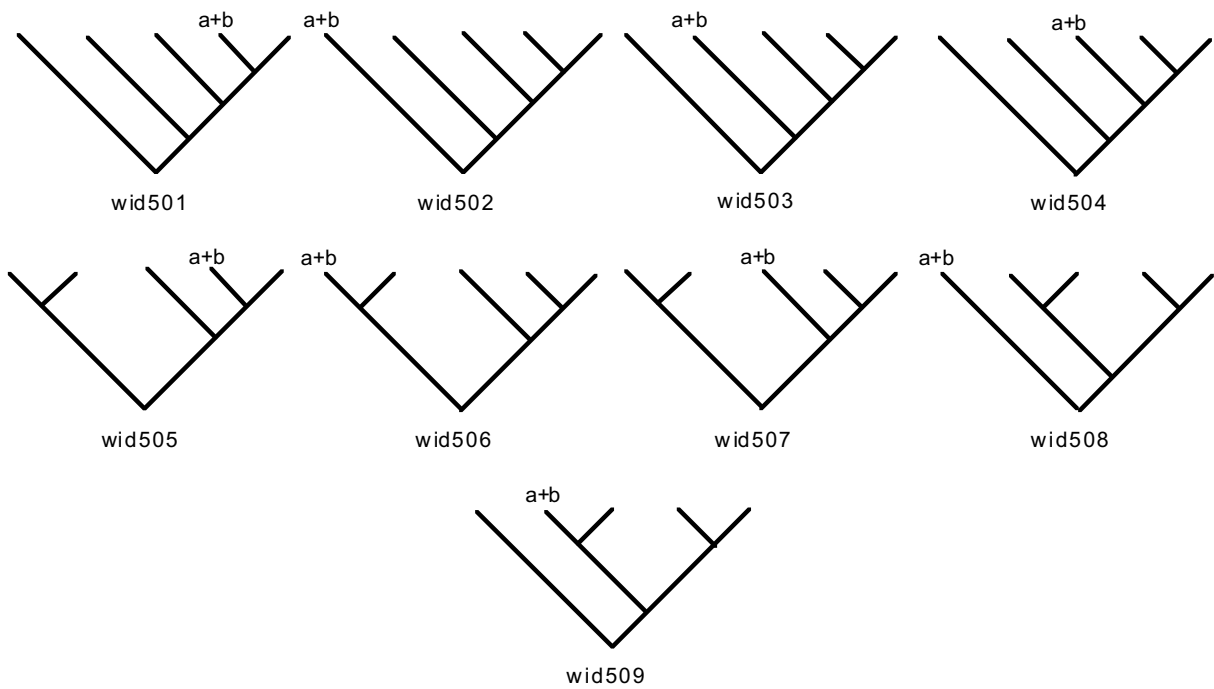 a+b a+b a+b a+b
wid501 wid502 wid503 wid504
a+b a+b a+b a+b
wid505 wid506 wid507 wid508
a+b
wid509